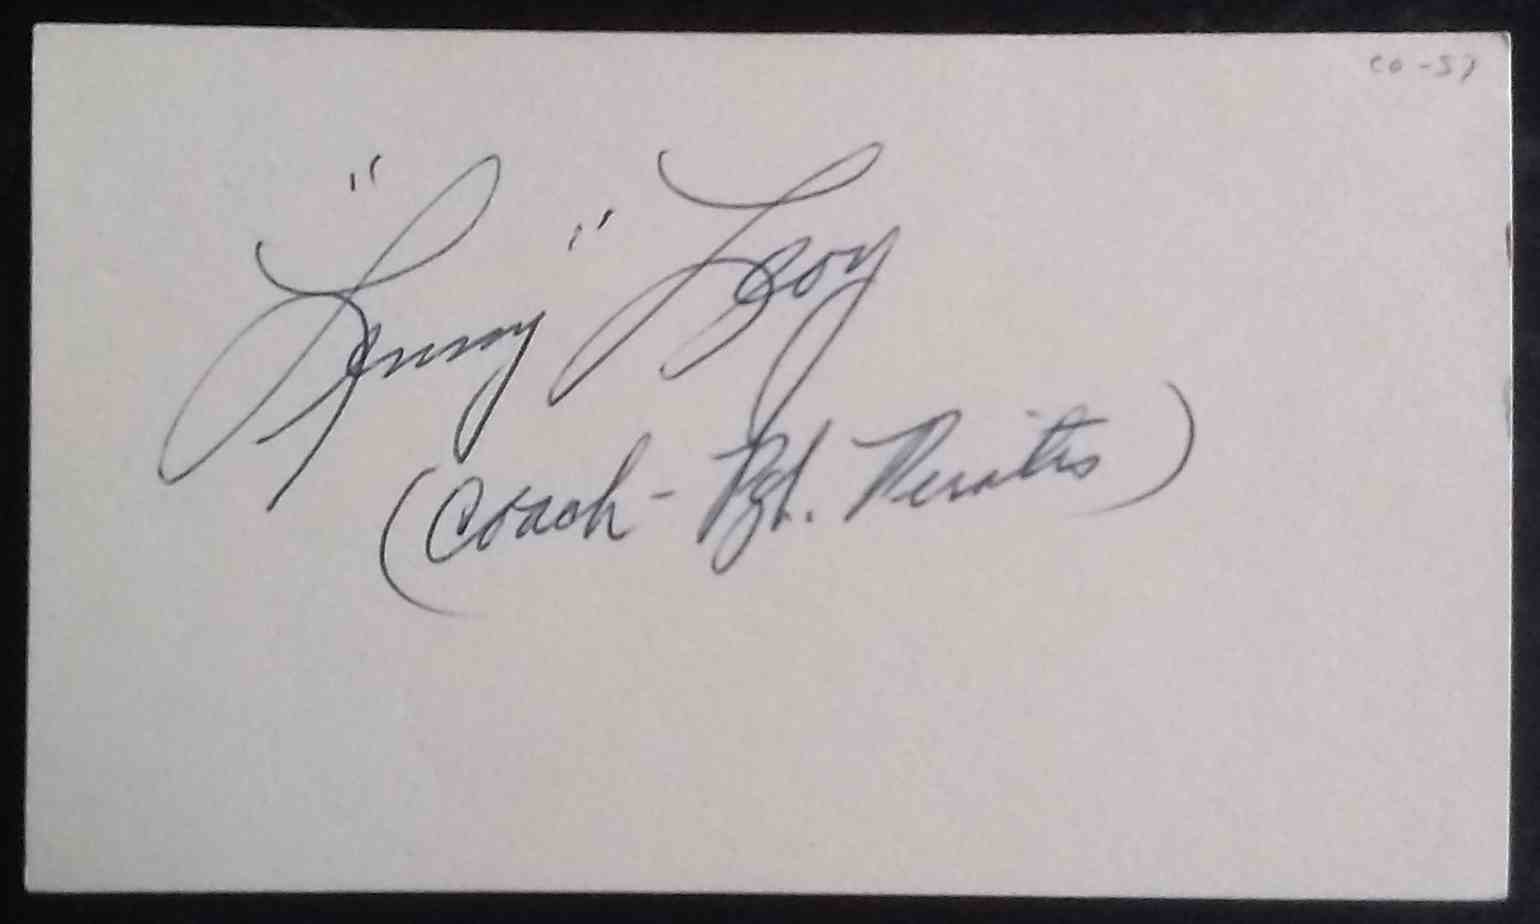 CO-57
"Lenny" Levy
(Coach - Pgh. Pirates)